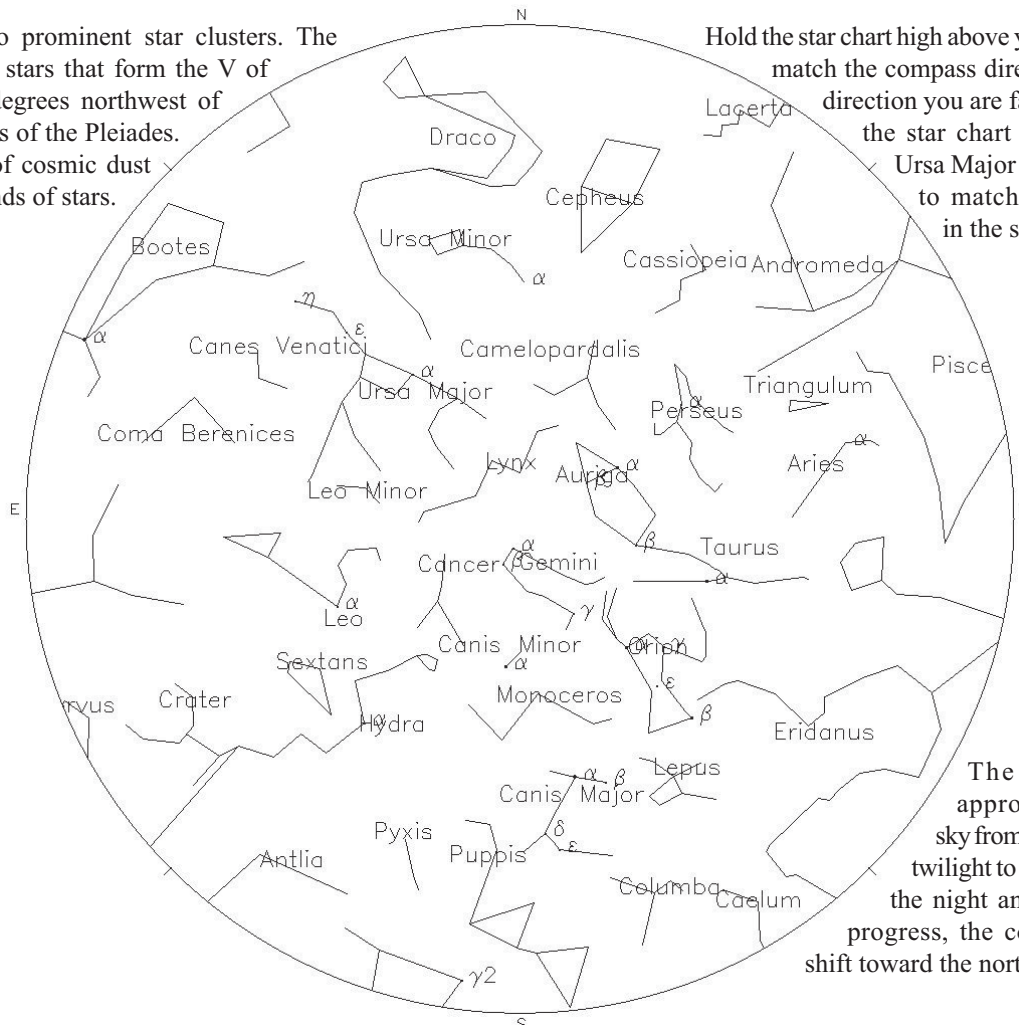 N
o prominent star clusters. The
stars that form the V of
degrees northwest of
s of the Pleiades.
of cosmic dust
ds of stars.
Hold the star chart high above y
match the compass dire
direction you are fa
the star chart
Ursa Major
to match
in the s
Lacerta
Draco
Cepheus
Bootes
Ursa Minor
α
Cassiopeia
Andromeda
η
ε
α
Canes Venatici
Camelopardalis
Pisce
α
Ursa Major
Triangulum
α
Perseus
Coma Berenices
α
Lynx
Auriga
α
β
Aries
Leo Minor
E
β
Taurus
α
β
Cancer
Gemini
α
α
Leo
γ
Canis Minor
α
Orion
α
γ
Sextans
ε
Monoceros
Crater
rvus
β
Hydra
α
Eridanus
Lepus
α
β
Canis Major
δ
Pyxis
Puppis
ε
Antlia
Columba
Caelum
γ2
S
The
appro
sky from
twilight to
the night an
progress, the c
shift toward the nort